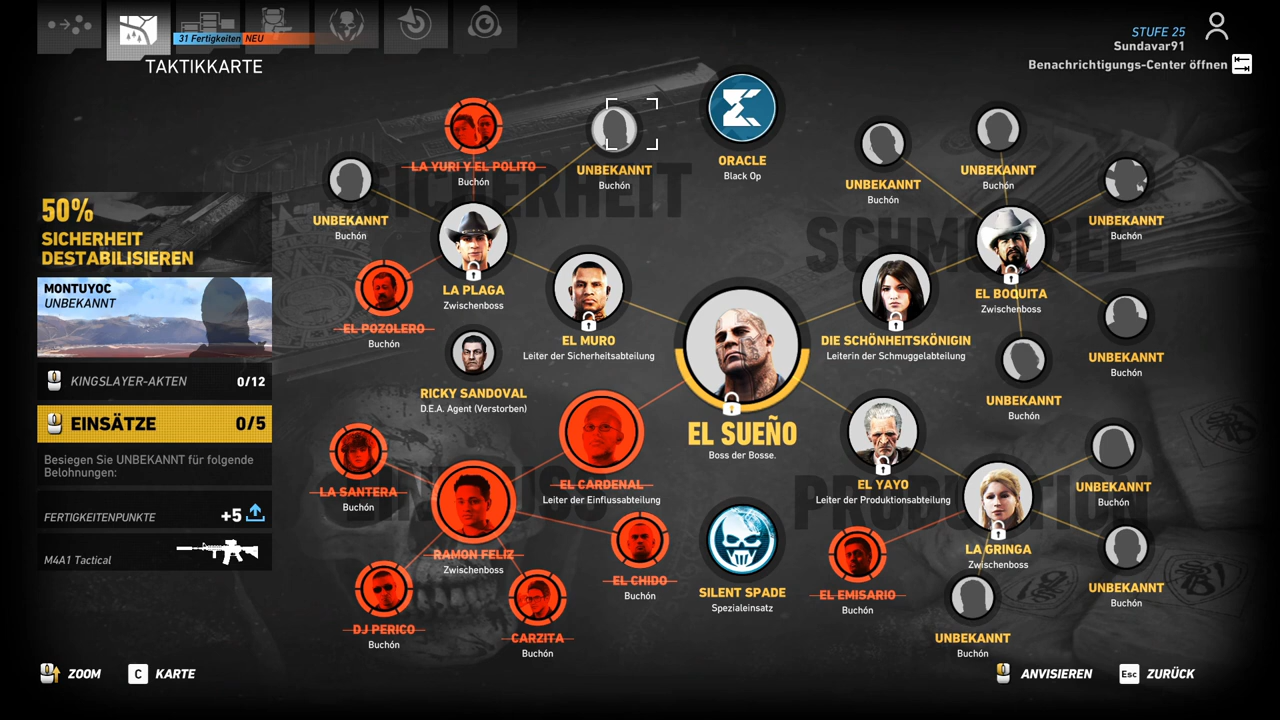 31 Fertigkeiten NEU
TAKTIKKARTE
STUFE 25
Sundavar91
Benachrichtigungs-Center öffnen
SICHERHEIT
SCHMUGGEL
EINFLUSS
PRODUKTION
50%
SICHERHEIT
DESTABILISIEREN
MONTUYOC
UNBEKANNT
KINGSLAYER-AKTEN 0/12
EINSÄTZE 0/5
Besiegen Sie UNBEKANNT für folgende
Belohnungen:
FERTIGKEITENPUNKTE +5
M4A1 Tactical
LA YURI Y EL POLITO
Buchón
UNBEKANNT
Buchón
ORACLE
Black Op
UNBEKANNT
Buchón
UNBEKANNT
Buchón
UNBEKANNT
Buchón
UNBEKANNT
Buchón
LA PLAGA
Zwischenboss
EL BOQUITA
Zwischenboss
EL POZOLERO
Buchón
EL MURO
Leiter der Sicherheitsabteilung
DIE SCHÖNHEITSKÖNIGIN
Leiterin der Schmuggelabteilung
UNBEKANNT
Buchón
RICKY SANDOVAL
D.E.A. Agent (Verstorben)
UNBEKANNT
Buchón
EL SUEÑO
Boss der Bosse.
LA SANTERA
Buchón
EL CARDENAL
Leiter der Einflussabteilung
EL YAYO
Leiter der Produktionsabteilung
UNBEKANNT
Buchón
RAMON FELIZ
Zwischenboss
LA GRINGA
Zwischenboss
EL CHIDO
Buchón
SILENT SPADE
Spezialeinsatz
EL EMISARIO
Buchón
UNBEKANNT
Buchón
DJ PERICO
Buchón
CARZITA
Buchón
UNBEKANNT
Buchón
ZOOM
C KARTE
ANVISIEREN
Esc ZURÜCK